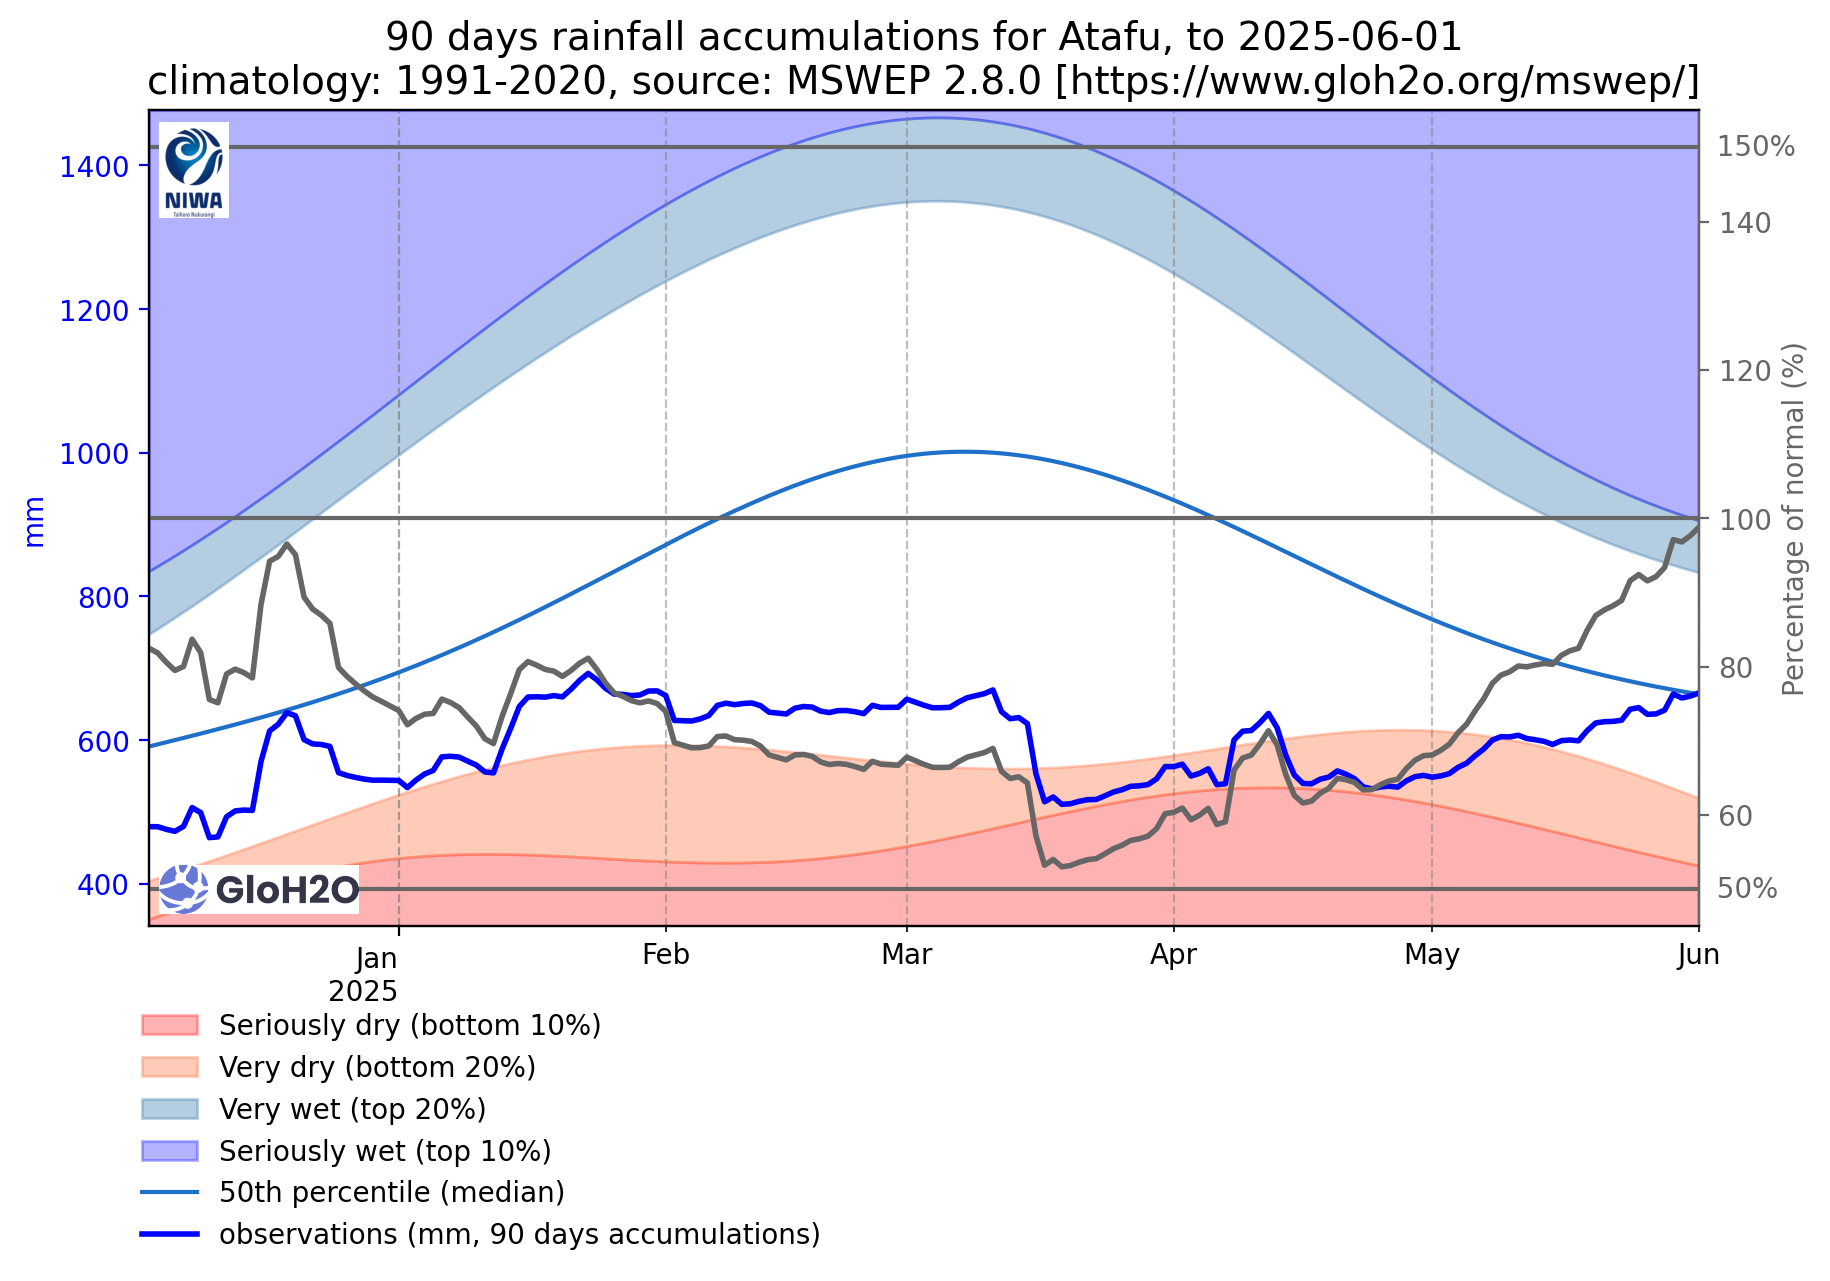 90 days rainfall accumulations for Atafu, to 2025-06-01
climatology: 1991-2020, source: MSWEP 2.8.0 [https://www.gloh2o.org/mswep/]
NIWA
Taihoro Nukurangi
GloH2O
mm
1400
1200
1000
800
600
400
150%
140
120
100
80
60
50%
Percentage of normal (%)
Jan
2025
Feb
Mar
Apr
May
Jun
Seriously dry (bottom 10%)
Very dry (bottom 20%)
Very wet (top 20%)
Seriously wet (top 10%)
50th percentile (median)
observations (mm, 90 days accumulations)